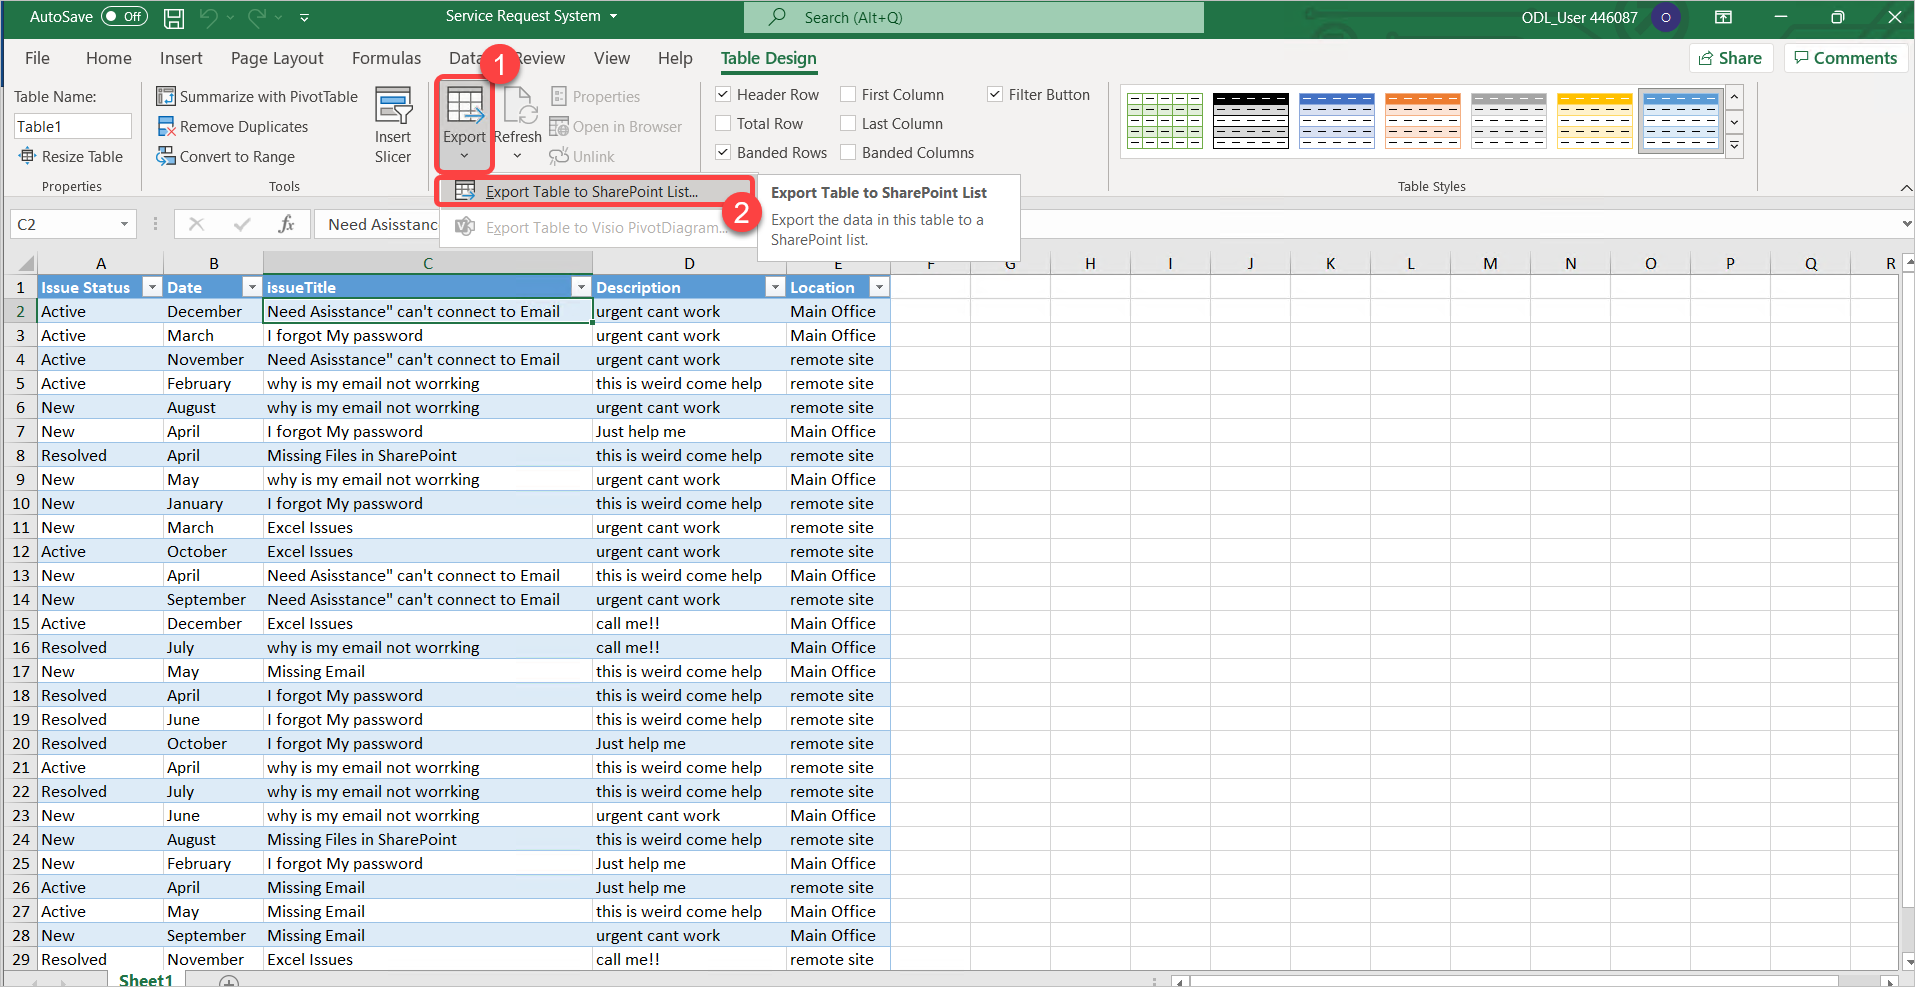 AutoSave Off Service Request System Search (Alt+Q) ODL_User 446087 O
File Home Insert Page Layout Formulas Data Review View Help Table Design Share Comments
1
Table Name:
Table1
Resize Table
Properties
Summarize with PivotTable
Remove Duplicates
Convert to Range
Tools
Insert
Slicer
Export
Refresh
Properties
Open in Browser
Unlink
Header Row First Column Filter Button
Total Row Last Column
Banded Rows Banded Columns
Table Styles
Export Table to SharePoint List...
2
Export Table to Visio PivotDiagram...
Export Table to SharePoint List
Export the data in this table to a
SharePoint list.
C2 fx Need Asisstanc
A B C D E F G H I J K L M N O P Q R
1 Issue Status Date issueTitle Description Location
2 Active December Need Asisstance" can't connect to Email urgent cant work Main Office
3 Active March I forgot My password urgent cant work Main Office
4 Active November Need Asisstance" can't connect to Email urgent cant work remote site
5 Active February why is my email not worrking this is weird come help remote site
6 New August why is my email not worrking urgent cant work remote site
7 New April I forgot My password Just help me Main Office
8 Resolved April Missing Files in SharePoint this is weird come help remote site
9 New May why is my email not worrking urgent cant work Main Office
10 New January I forgot My password this is weird come help remote site
11 New March Excel Issues urgent cant work remote site
12 Active October Excel Issues urgent cant work remote site
13 New April Need Asisstance" can't connect to Email this is weird come help Main Office
14 New September Need Asisstance" can't connect to Email urgent cant work remote site
15 Active December Excel Issues call me!! Main Office
16 Resolved July why is my email not worrking call me!! Main Office
17 New May Missing Email this is weird come help Main Office
18 Resolved April I forgot My password this is weird come help remote site
19 Resolved June I forgot My password this is weird come help remote site
20 Resolved October I forgot My password Just help me remote site
21 Active April why is my email not worrking this is weird come help remote site
22 Resolved July why is my email not worrking this is weird come help remote site
23 New June why is my email not worrking urgent cant work Main Office
24 New August Missing Files in SharePoint this is weird come help remote site
25 New February I forgot My password Just help me Main Office
26 Active April Missing Email Just help me remote site
27 Active May Missing Email this is weird come help Main Office
28 New September Missing Email urgent cant work Main Office
29 Resolved November Excel Issues call me!! remote site
Sheet1